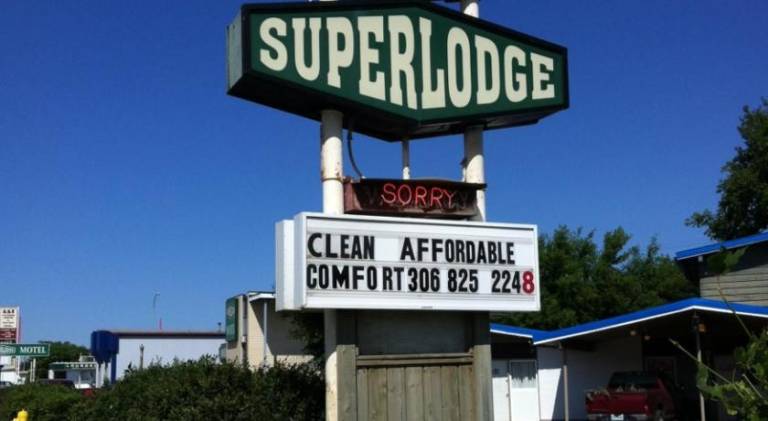 SUPERLODGE
SORRY
CLEAN AFFORDABLE
COMFORT 306 825 2248
MOTEL